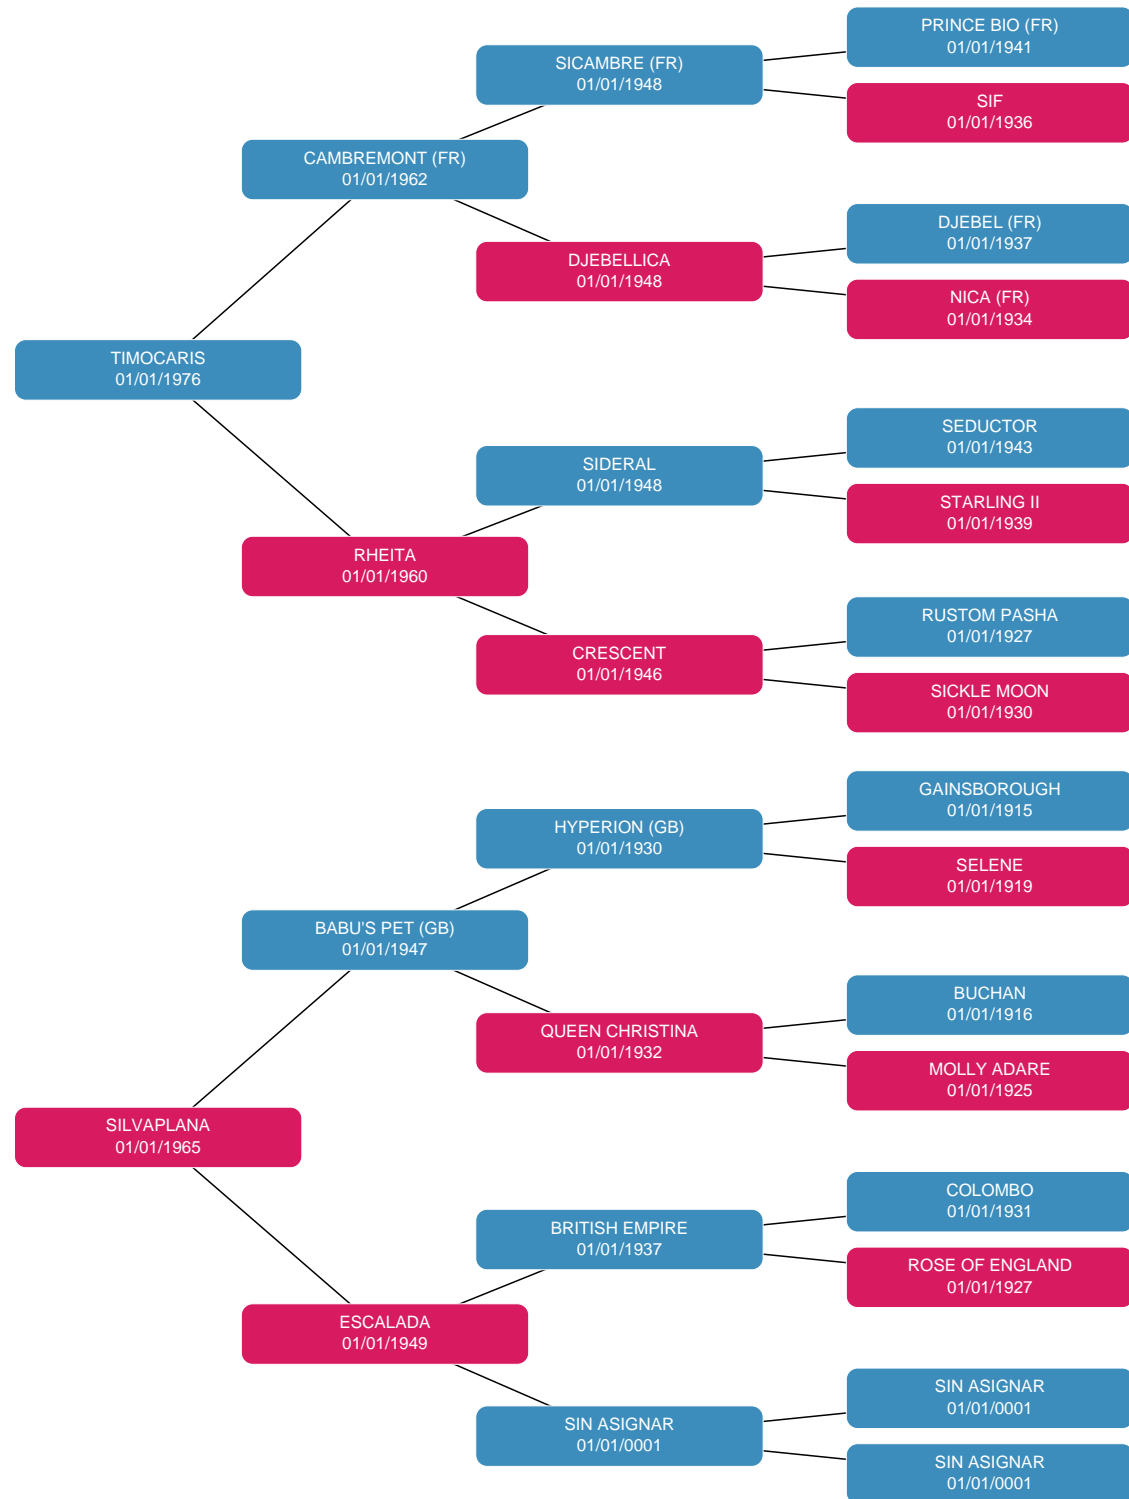 PRINCE BIO (FR)
01/01/1941
SICAMBRE (FR)
01/01/1948
SIF
01/01/1936
CAMBREMONT (FR)
01/01/1962
DJEBEL (FR)
01/01/1937
DJEBELLICA
01/01/1948
NICA (FR)
01/01/1934
TIMOCARIS
01/01/1976
SEDUCTOR
01/01/1943
SIDERAL
01/01/1948
STARLING II
01/01/1939
RHEITA
01/01/1960
RUSTOM PASHA
01/01/1927
CRESCENT
01/01/1946
SICKLE MOON
01/01/1930
GAINSBOROUGH
01/01/1915
HYPERION (GB)
01/01/1930
SELENE
01/01/1919
BABU'S PET (GB)
01/01/1947
BUCHAN
01/01/1916
QUEEN CHRISTINA
01/01/1932
MOLLY ADARE
01/01/1925
SILVAPLANA
01/01/1965
COLOMBO
01/01/1931
BRITISH EMPIRE
01/01/1937
ROSE OF ENGLAND
01/01/1927
ESCALADA
01/01/1949
SIN ASIGNAR
01/01/0001
SIN ASIGNAR
01/01/0001
SIN ASIGNAR
01/01/0001